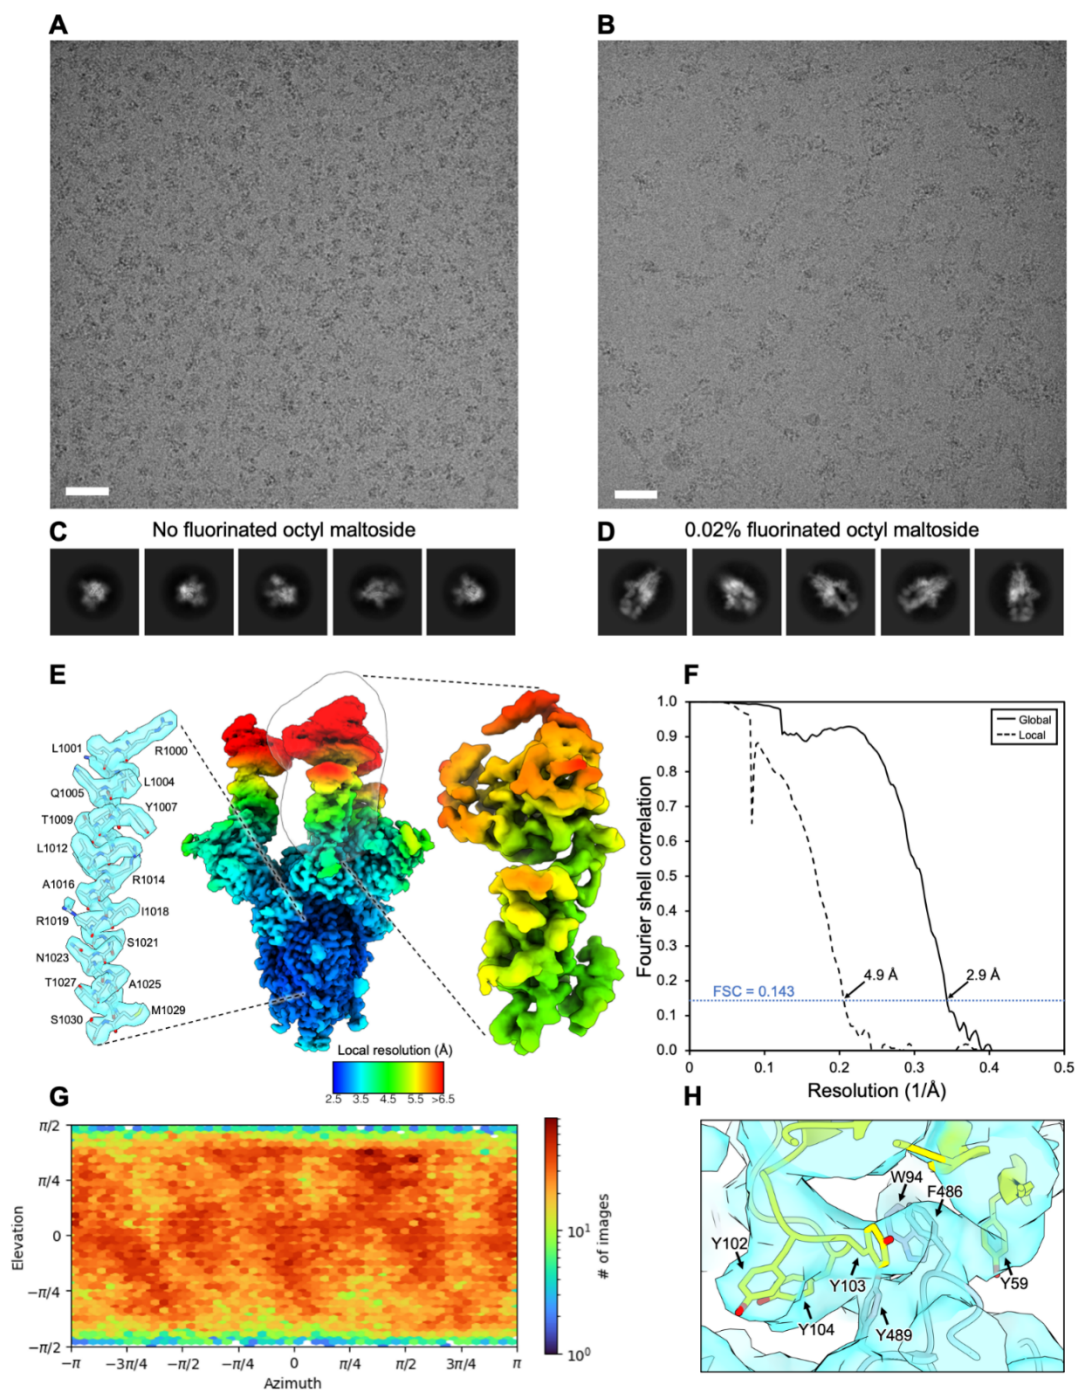 A
B
C
No fluorinated octyl maltoside
D
0.02% fluorinated octyl maltoside
E
L1001
R1000
L1004
Q1005
Y1007
T1009
L1012
R1014
A1016
I1018
R1019
S1021
N1023
A1025
T1027
M1029
S1030
Local resolution (Å)
2.5 3.5 4.5 5.5 >6.5
F
Fourier shell correlation
1.0
0.9
0.8
0.7
0.6
0.5
0.4
0.3
0.2
0.1
0.0
Global
Local
4.9 Å
2.9 Å
FSC = 0.143
0 0.1 0.2 0.3 0.4 0.5
Resolution (1/Å)
G
Elevation
π/2
π/4
0
−π/4
−π/2
−π −3π/4 −π/2 −π/4 0 π/4 π/2 3π/4 π
Azimuth
# of images
10¹
10⁰
H
W94
F486
Y102
Y103
Y59
Y104
Y489